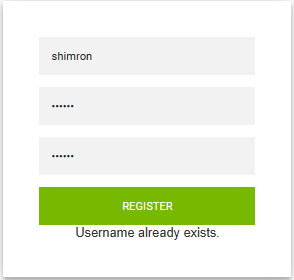 shimron
••••••
••••••
REGISTER
Username already exists.